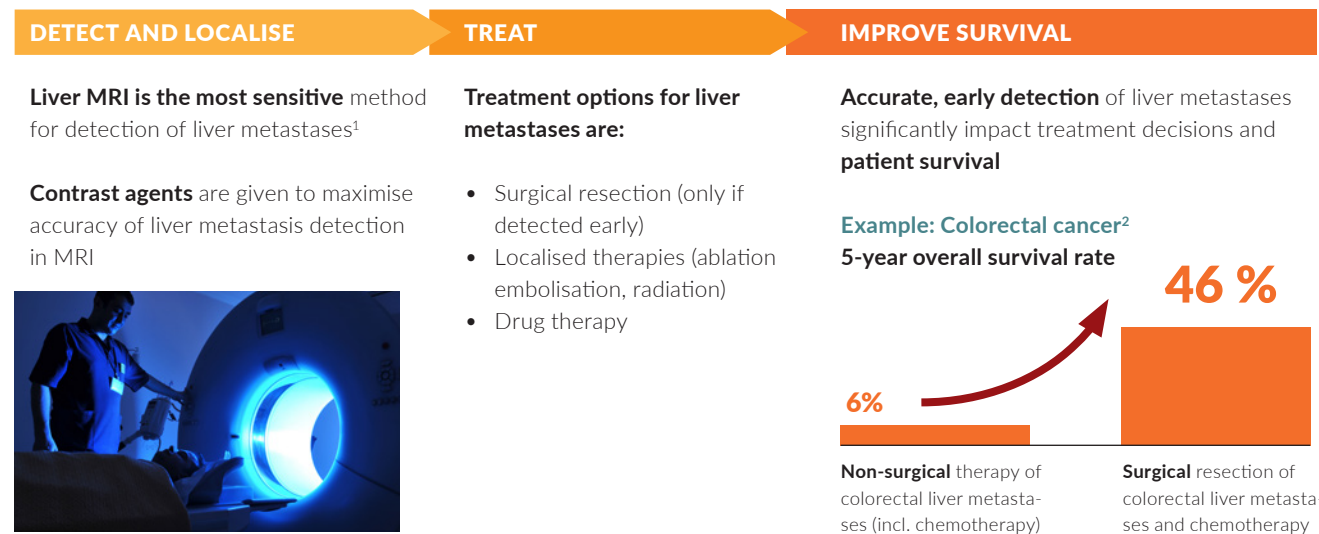 DETECT AND LOCALISE
Liver MRI is the most sensitive method
for detection of liver metastases¹
Contrast agents are given to maximise
accuracy of liver metastasis detection
in MRI
TREAT
Treatment options for liver
metastases are:
• Surgical resection (only if
detected early)
• Localised therapies (ablation
embolisation, radiation)
• Drug therapy
IMPROVE SURVIVAL
Accurate, early detection of liver metastases
significantly impact treatment decisions and
patient survival
Example: Colorectal cancer²
5-year overall survival rate
6%
46 %
Non-surgical therapy of
colorectal liver metasta-
ses (incl. chemotherapy)
Surgical resection of
colorectal liver metasta-
ses and chemotherapy